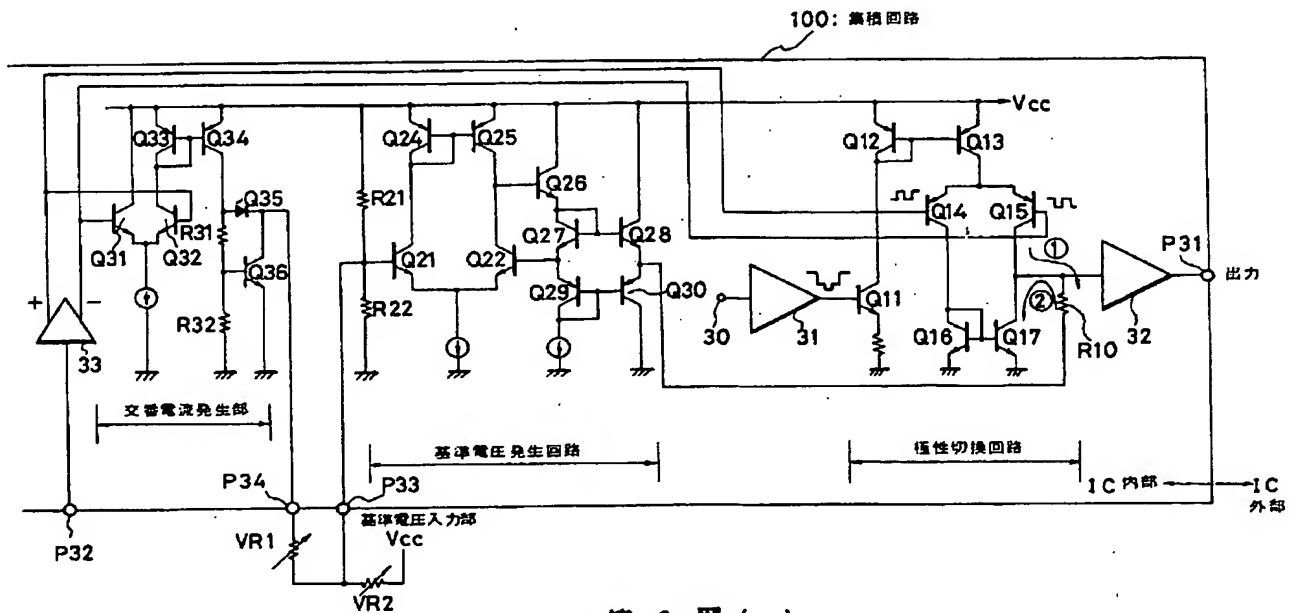 100: 集積回路
Vcc
Q33
Q34
Q24
Q25
Q12
Q13
Q35
R21
Q26
Q14
Q15
P31
Q31
Q32
R31
Q36
Q21
Q22
Q27
Q28
①
出力
+
-
33
R32
R22
Q29
Q30
30
31
Q11
②
32
Q16
Q17
R10
交番電流発生部
基準電圧発生回路
極性切換回路
P34
P33
IC内部
IC外部
P32
基準電圧入力部
VR1
Vcc
VR2